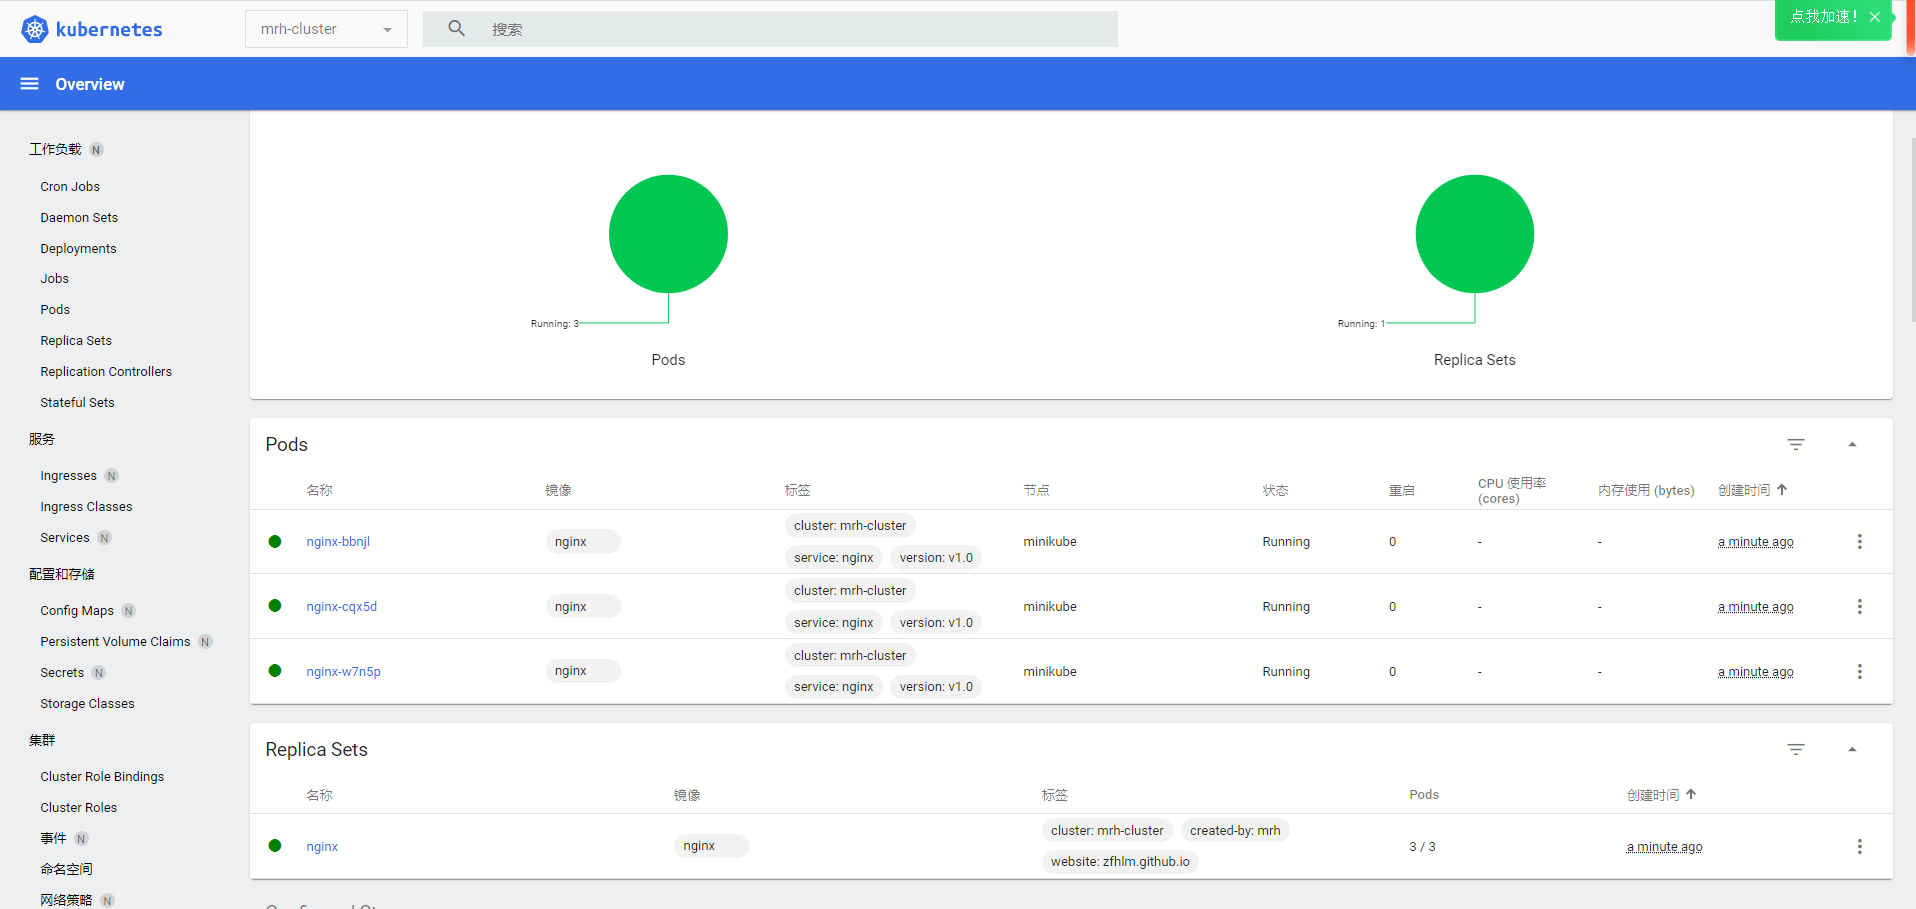 kubernetes
mrh-cluster
搜索
点我加速！
Overview
工作负载 N
Cron Jobs
Daemon Sets
Deployments
Jobs
Pods
Replica Sets
Replication Controllers
Stateful Sets
服务
Ingresses N
Ingress Classes
Services N
配置和存储
Config Maps N
Persistent Volume Claims N
Secrets N
Storage Classes
集群
Cluster Role Bindings
Cluster Roles
事件 N
命名空间
网络策略 N
Running: 3
Pods
Running: 1
Replica Sets
Pods
名称 镜像 标签 节点 状态 重启 CPU 使用率 (cores) 内存使用 (bytes) 创建时间
nginx-bbnjl nginx cluster: mrh-cluster service: nginx version: v1.0 minikube Running 0 - - a minute ago
nginx-cqx5d nginx cluster: mrh-cluster service: nginx version: v1.0 minikube Running 0 - - a minute ago
nginx-w7n5p nginx cluster: mrh-cluster service: nginx version: v1.0 minikube Running 0 - - a minute ago
Replica Sets
名称 镜像 标签 Pods 创建时间
nginx nginx cluster: mrh-cluster created-by: mrh website: zfhlm.github.io 3 / 3 a minute ago